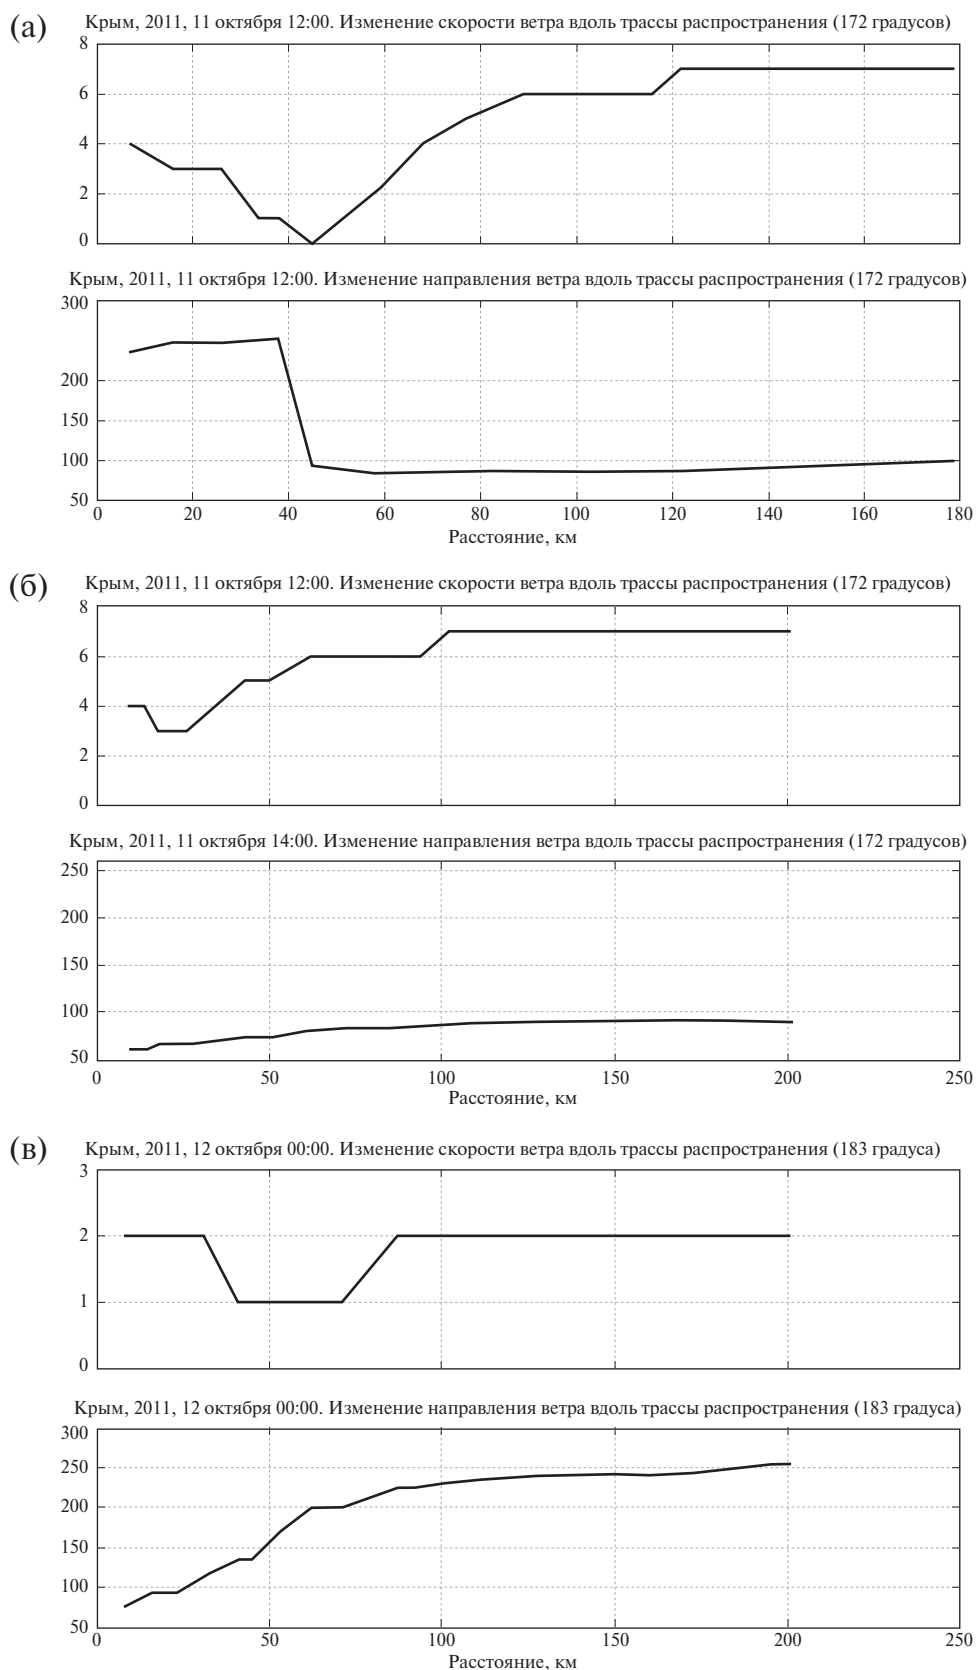 (а)
Крым, 2011, 11 октября 12:00. Изменение скорости ветра вдоль трассы распространения (172 градусов)
8
6
4
2
0
Крым, 2011, 11 октября 12:00. Изменение направления ветра вдоль трассы распространения (172 градусов)
300
200
150
100
50
0 20 40 60 80 100 120 140 160 180
Расстояние, км
(б)
Крым, 2011, 11 октября 12:00. Изменение скорости ветра вдоль трассы распространения (172 градусов)
8
6
4
2
0
Крым, 2011, 11 октября 14:00. Изменение направления ветра вдоль трассы распространения (172 градусов)
250
200
150
100
50
0 50 100 150 200 250
Расстояние, км
(в)
Крым, 2011, 12 октября 00:00. Изменение скорости ветра вдоль трассы распространения (183 градуса)
3
2
1
0
Крым, 2011, 12 октября 00:00. Изменение направления ветра вдоль трассы распространения (183 градуса)
300
250
200
150
100
50
0 50 100 150 200 250
Расстояние, км